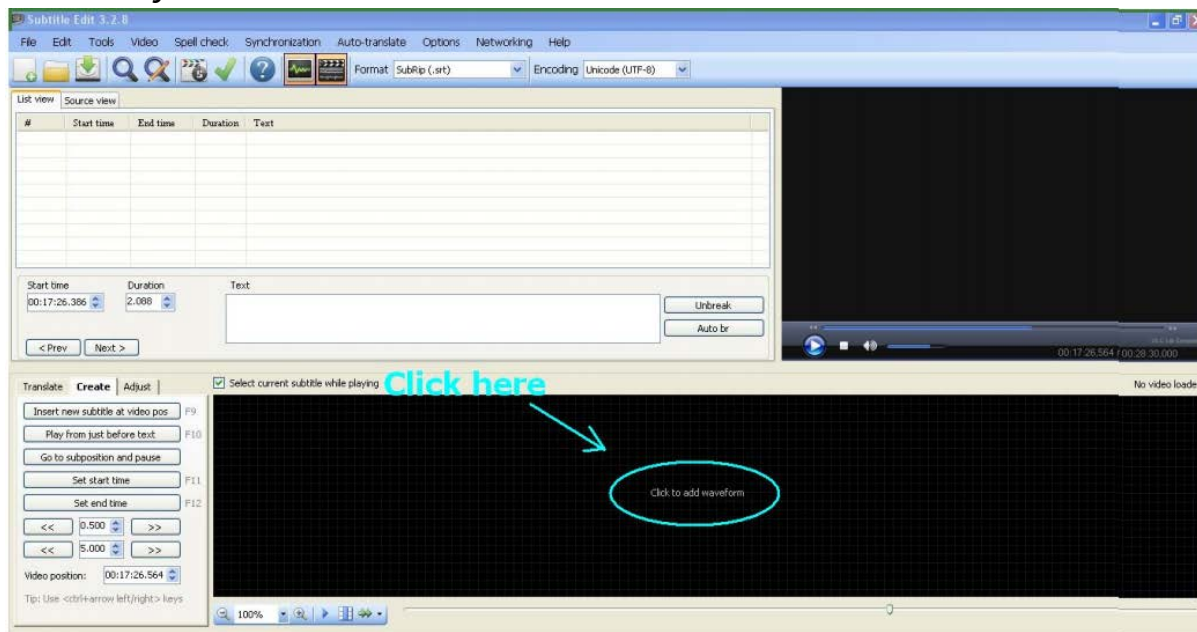 Subtitle Edit 3.2.8
File Edit Tools Video Spell check Synchronization Auto-translate Options Networking Help
Format SubRip (.srt) Encoding Unicode (UTF-8)
List view Source view
# Start time End time Duration Text
Start time Duration Text
00:17:26.386 2.088
Unbreak
Auto br
< Prev Next >
00:17:26.564 / 00:28:30.000
Translate Create Adjust
Select current subtitle while playing
Click here
No video loade
Insert new subtitle at video pos F9
Play from just before text F10
Go to subposition and pause
Set start time F11
Set end time F12
<< 0.500 >>
<< 5.000 >>
Click to add waveform
Video position: 00:17:26.564
Tip: Use <ctrl+arrow left/right> keys
100%